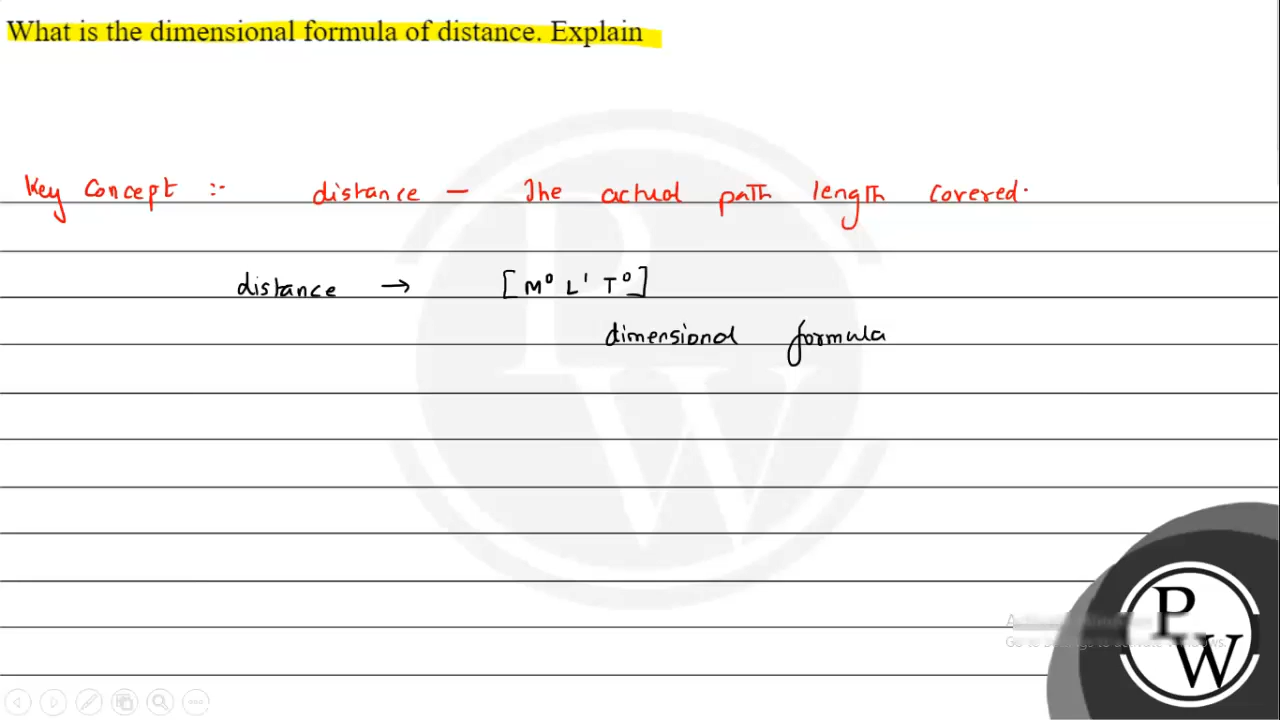 What is the dimensional formula of distance. Explain
Key Concept :- distance – The actual path length covered.
distance → [M⁰ L¹ T⁰]
dimensional formula
PW
P
W